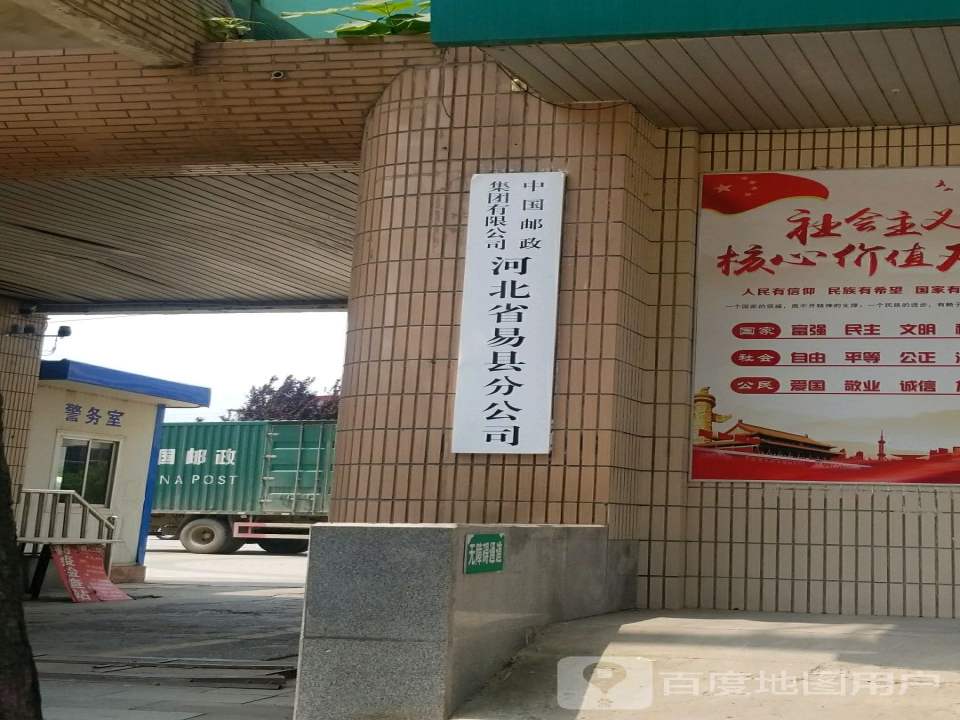 中国邮政
集团有限公司
河北省易县分公司
社会主义
核心价值
人民有信仰 民族有希望 国家有
国家 富强 民主 文明
社会 自由 平等 公正
公民 爱国 敬业 诚信
警务室
国邮政
NA POST
无障碍通道
百度地图用户